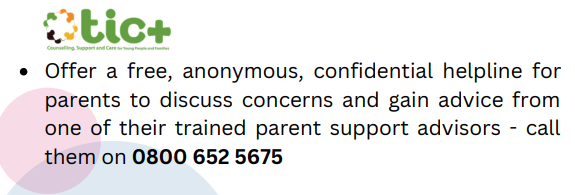 tic+
Counselling, Support and Care for Young People and Families
• Offer a free, anonymous, confidential helpline for
parents to discuss concerns and gain advice from
one of their trained parent support advisors - call
them on 0800 652 5675